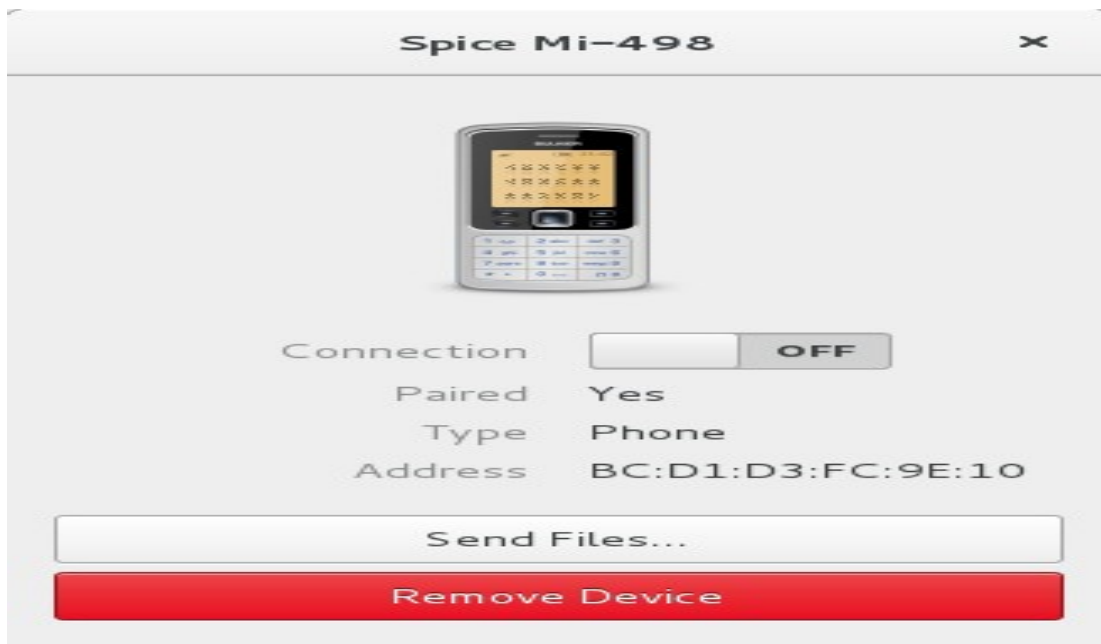 Spice Mi-498 ×
Connection OFF
Paired Yes
Type Phone
Address BC:D1:D3:FC:9E:10
Send Files...
Remove Device